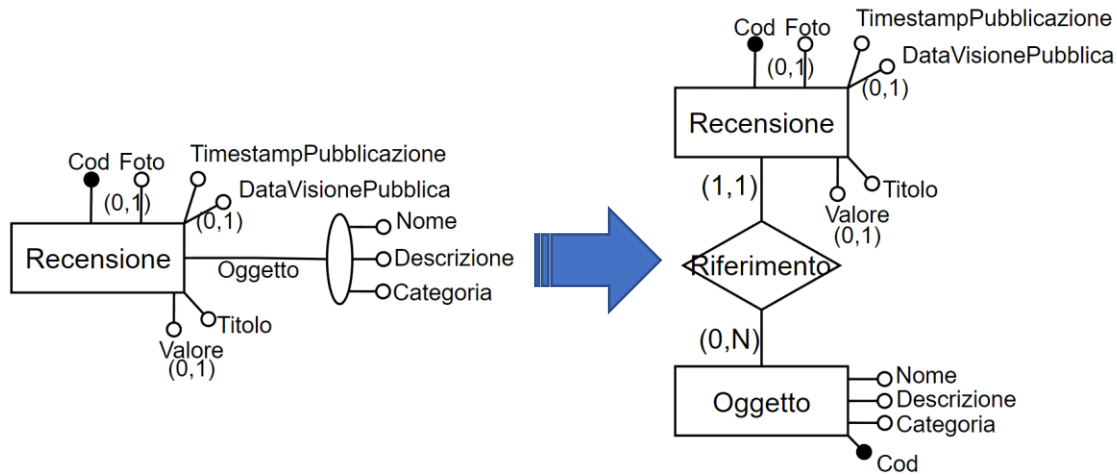 Cod Foto
TimestampPubblicazione
DataVisionePubblica
(0,1)
(0,1)
Recensione
Oggetto
Nome
Descrizione
Categoria
Titolo
Valore
(0,1)
Cod Foto
TimestampPubblicazione
DataVisionePubblica
(0,1)
(0,1)
Recensione
(1,1)
Titolo
Valore
(0,1)
Riferimento
(0,N)
Oggetto
Nome
Descrizione
Categoria
Cod